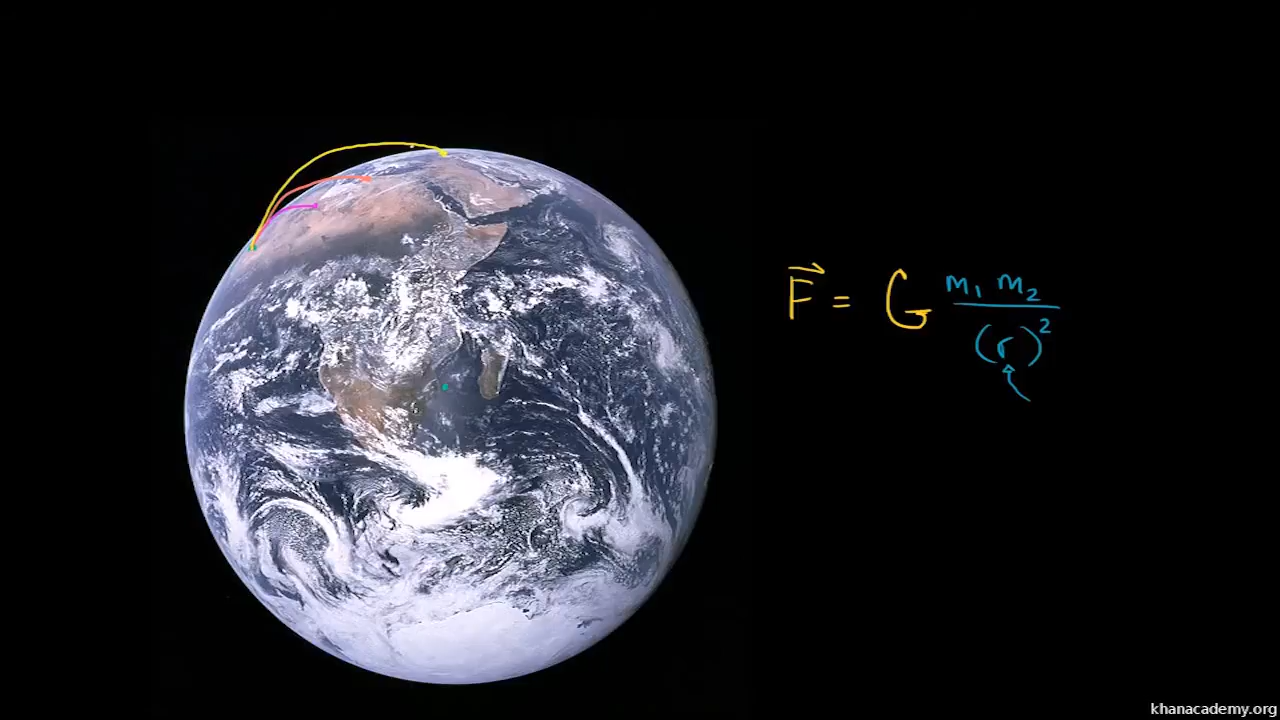 F⃗ = G m₁ m₂ / (r)²
khanacademy.org